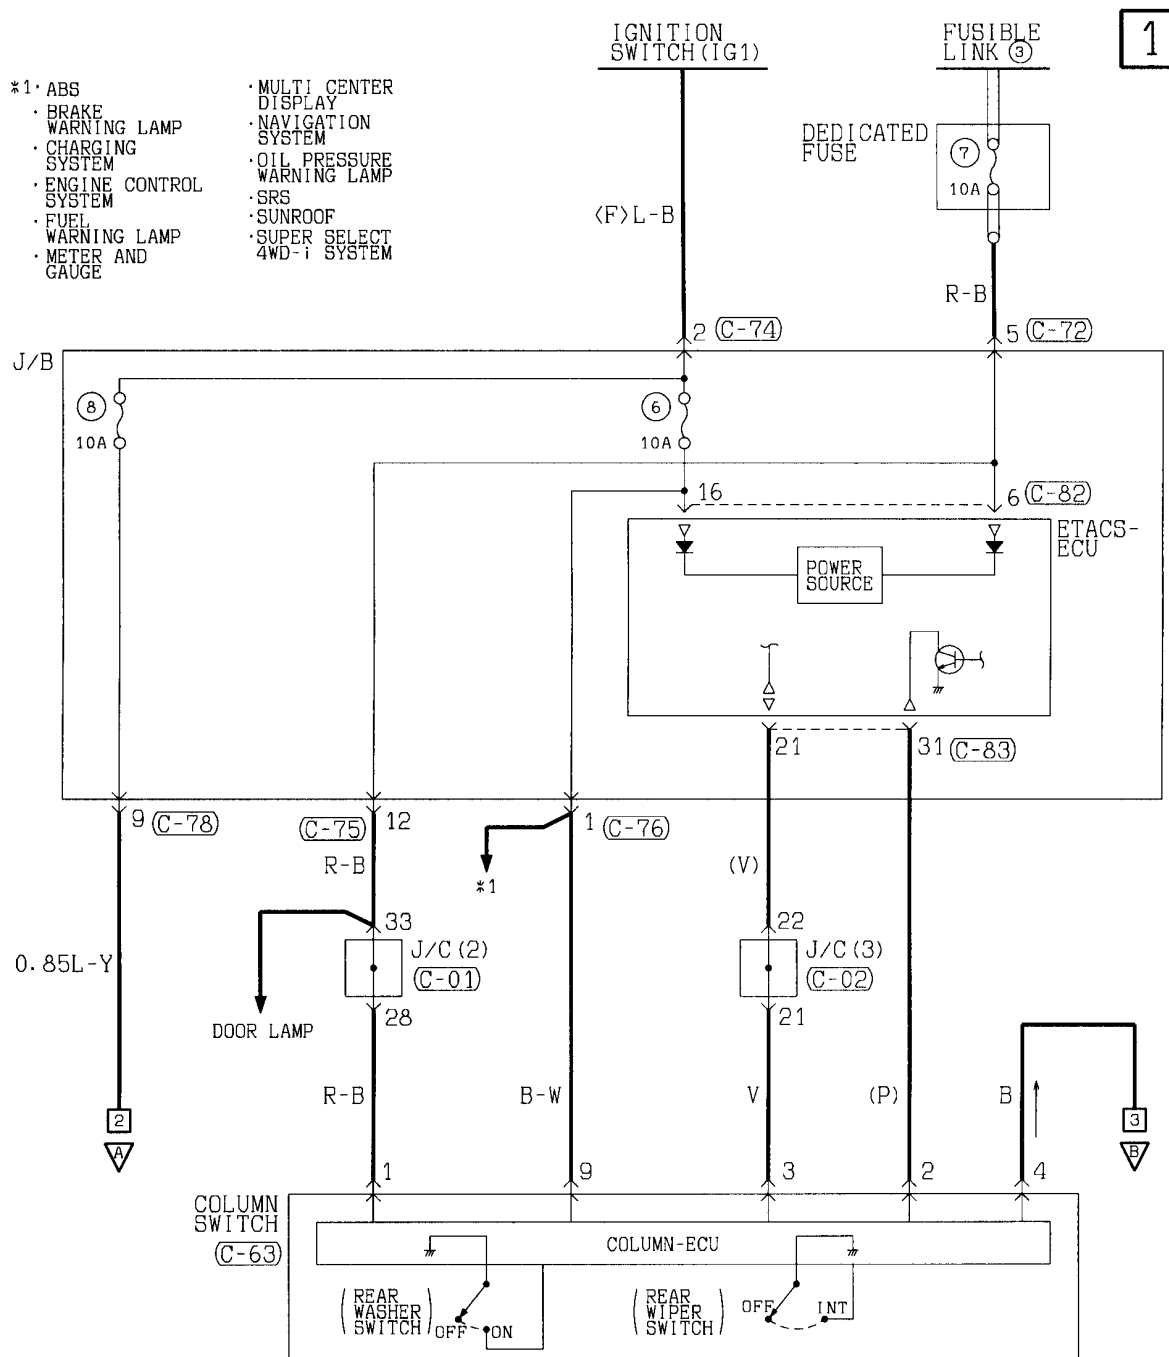 IGNITION
SWITCH(IG1)
FUSIBLE
LINK ③
1
*1・ABS
・BRAKE
WARNING LAMP
・CHARGING
SYSTEM
・ENGINE CONTROL
SYSTEM
・FUEL
WARNING LAMP
・METER AND
GAUGE
・MULTI CENTER
DISPLAY
・NAVIGATION
SYSTEM
・OIL PRESSURE
WARNING LAMP
・SRS
・SUNROOF
・SUPER SELECT
4WD-i SYSTEM
DEDICATED
FUSE
7
10A
<F>L-B
R-B
2 (C-74)
5 (C-72)
J/B
8
10A
6
10A
16
6 (C-82)
ETACS-
ECU
POWER
SOURCE
21
31 (C-83)
9 (C-78)
(C-75) 12
1 (C-76)
R-B
*1
(V)
33
22
J/C(2)
(C-01)
J/C(3)
(C-02)
0.85L-Y
28
21
DOOR LAMP
R-B
B-W
V
(P)
B
2
A
3
B
1
9
3
2
4
COLUMN
SWITCH
(C-63)
COLUMN-ECU
(REAR
WASHER
SWITCH)
OFF
ON
(REAR
WIPER
SWITCH)
OFF
INT